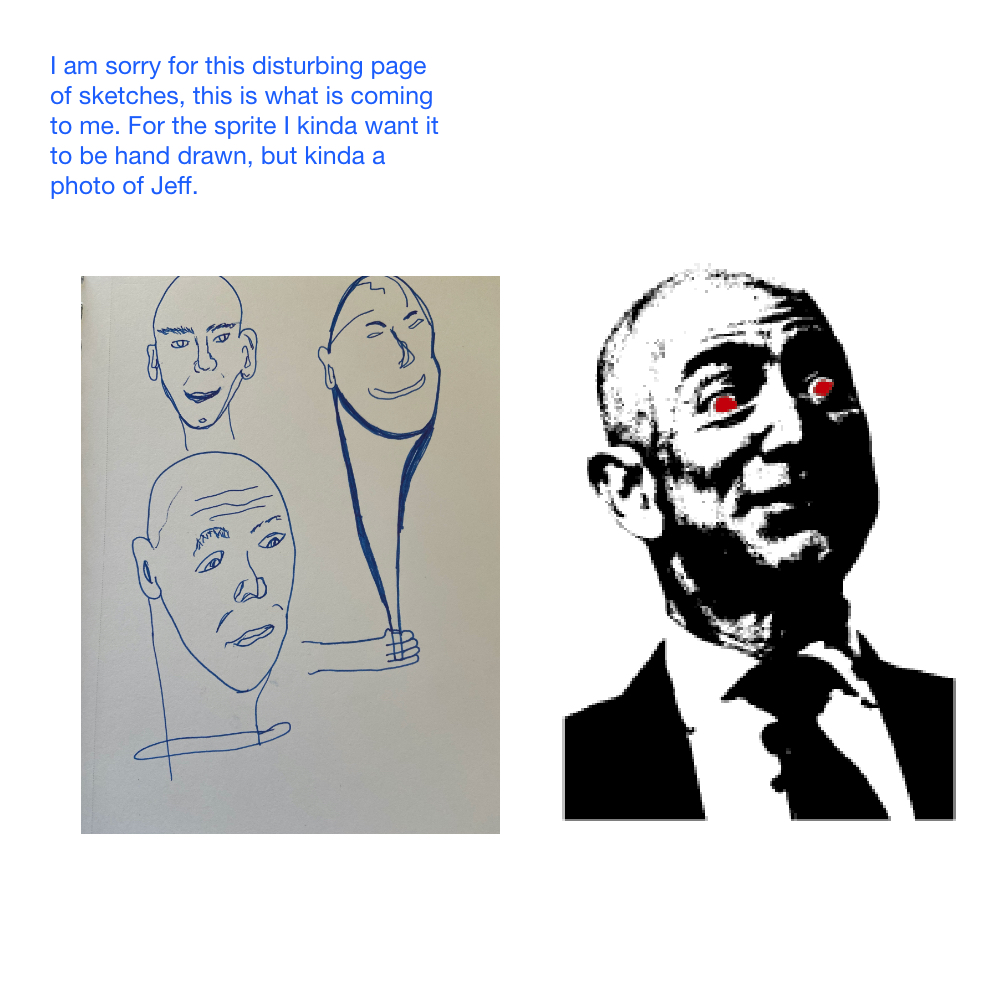 I am sorry for this disturbing page
of sketches, this is what is coming
to me. For the sprite I kinda want it
to be hand drawn, but kinda a
photo of Jeff.